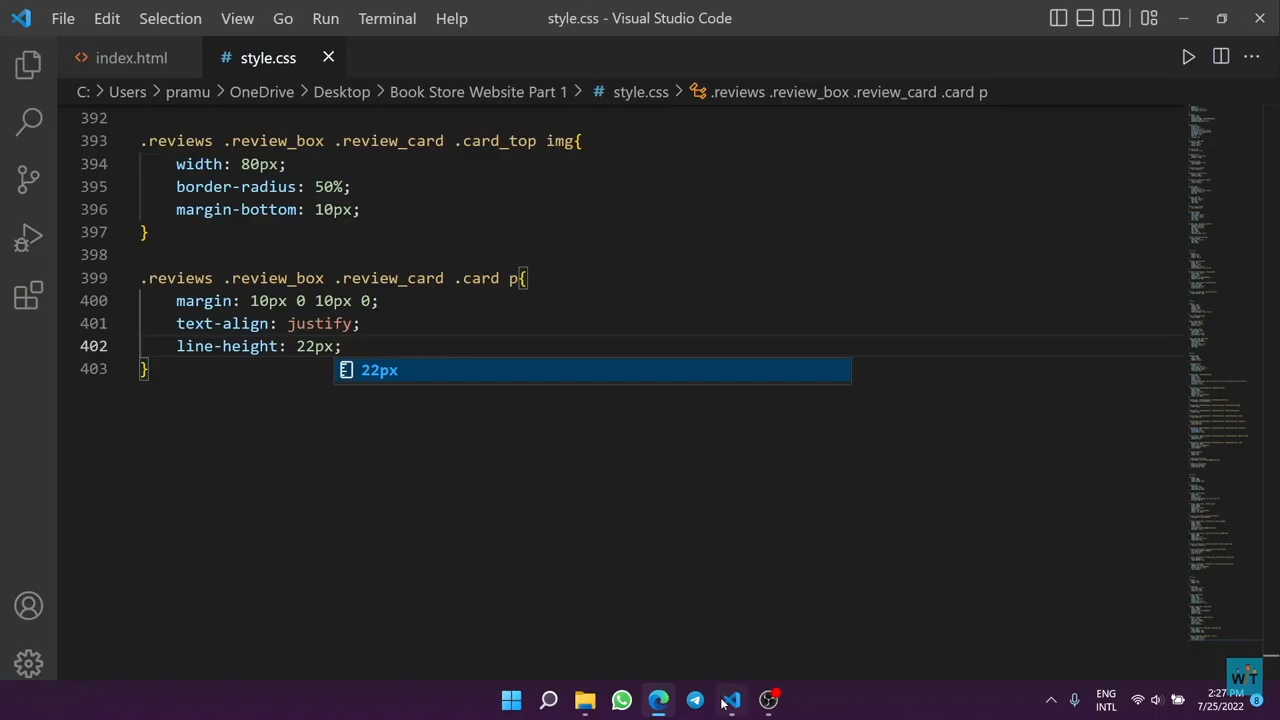 File Edit Selection View Go Run Terminal Help style.css - Visual Studio Code
<> index.html # style.css
C: > Users > pramu > OneDrive > Desktop > Book Store Website Part 1 > # style.css > .reviews .review_box .review_card .card p
392
393 .reviews .review_box .review_card .card_top img{
394 width: 80px;
395 border-radius: 50%;
396 margin-bottom: 10px;
397 }
398
399 .reviews .review_box .review_card .card p{
400 margin: 10px 0 10px 0;
401 text-align: justify;
402 line-height: 22px;
403 }
22px
WT
ENG
INTL
2:27 PM
7/25/2022
8